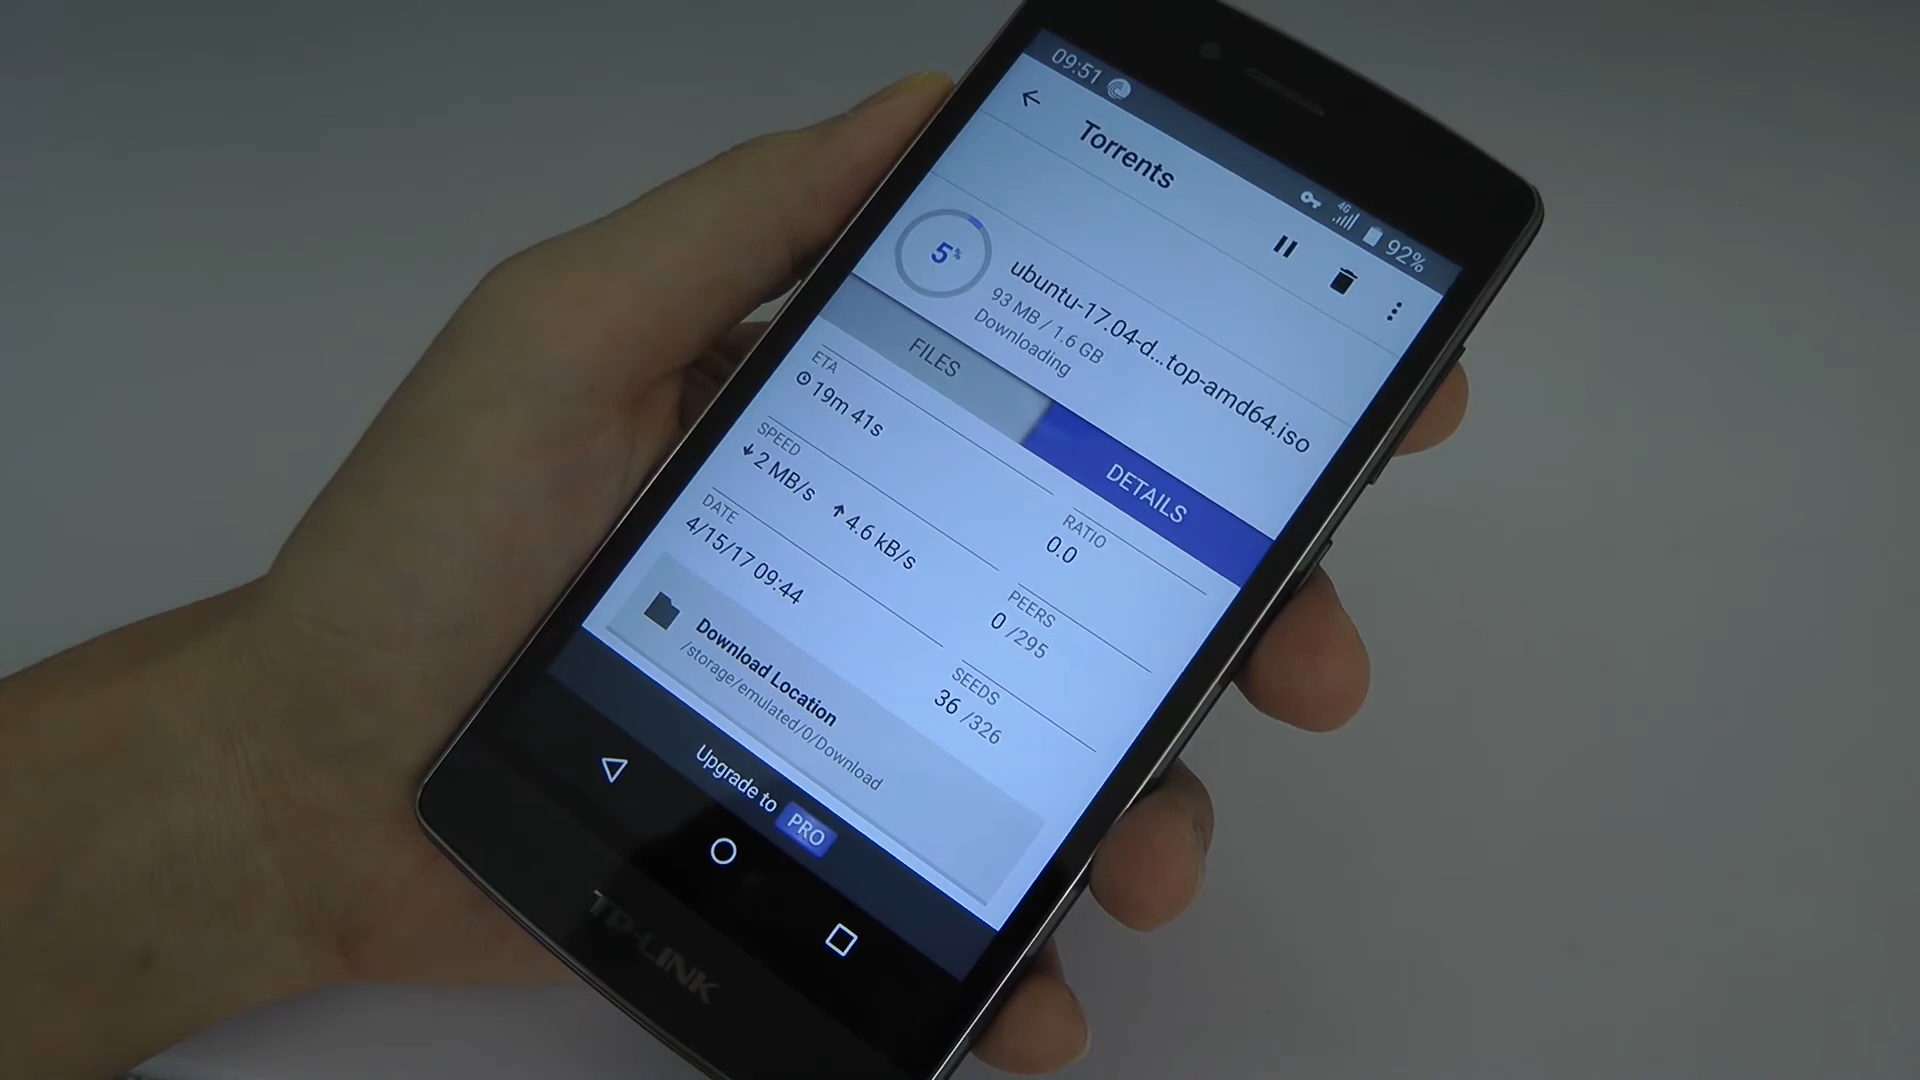 09:51
4G
92%
Torrents
5%
ubuntu-17.04-d...top-amd64.iso
93 MB / 1.6 GB
Downloading
FILES
DETAILS
ETA
19m 41s
RATIO
0.0
SPEED
2 MB/s
4.6 kB/s
PEERS
0 /295
DATE
4/15/17 09:44
SEEDS
36 /326
Download Location
/storage/emulated/0/Download
Upgrade to PRO
TP-LINK